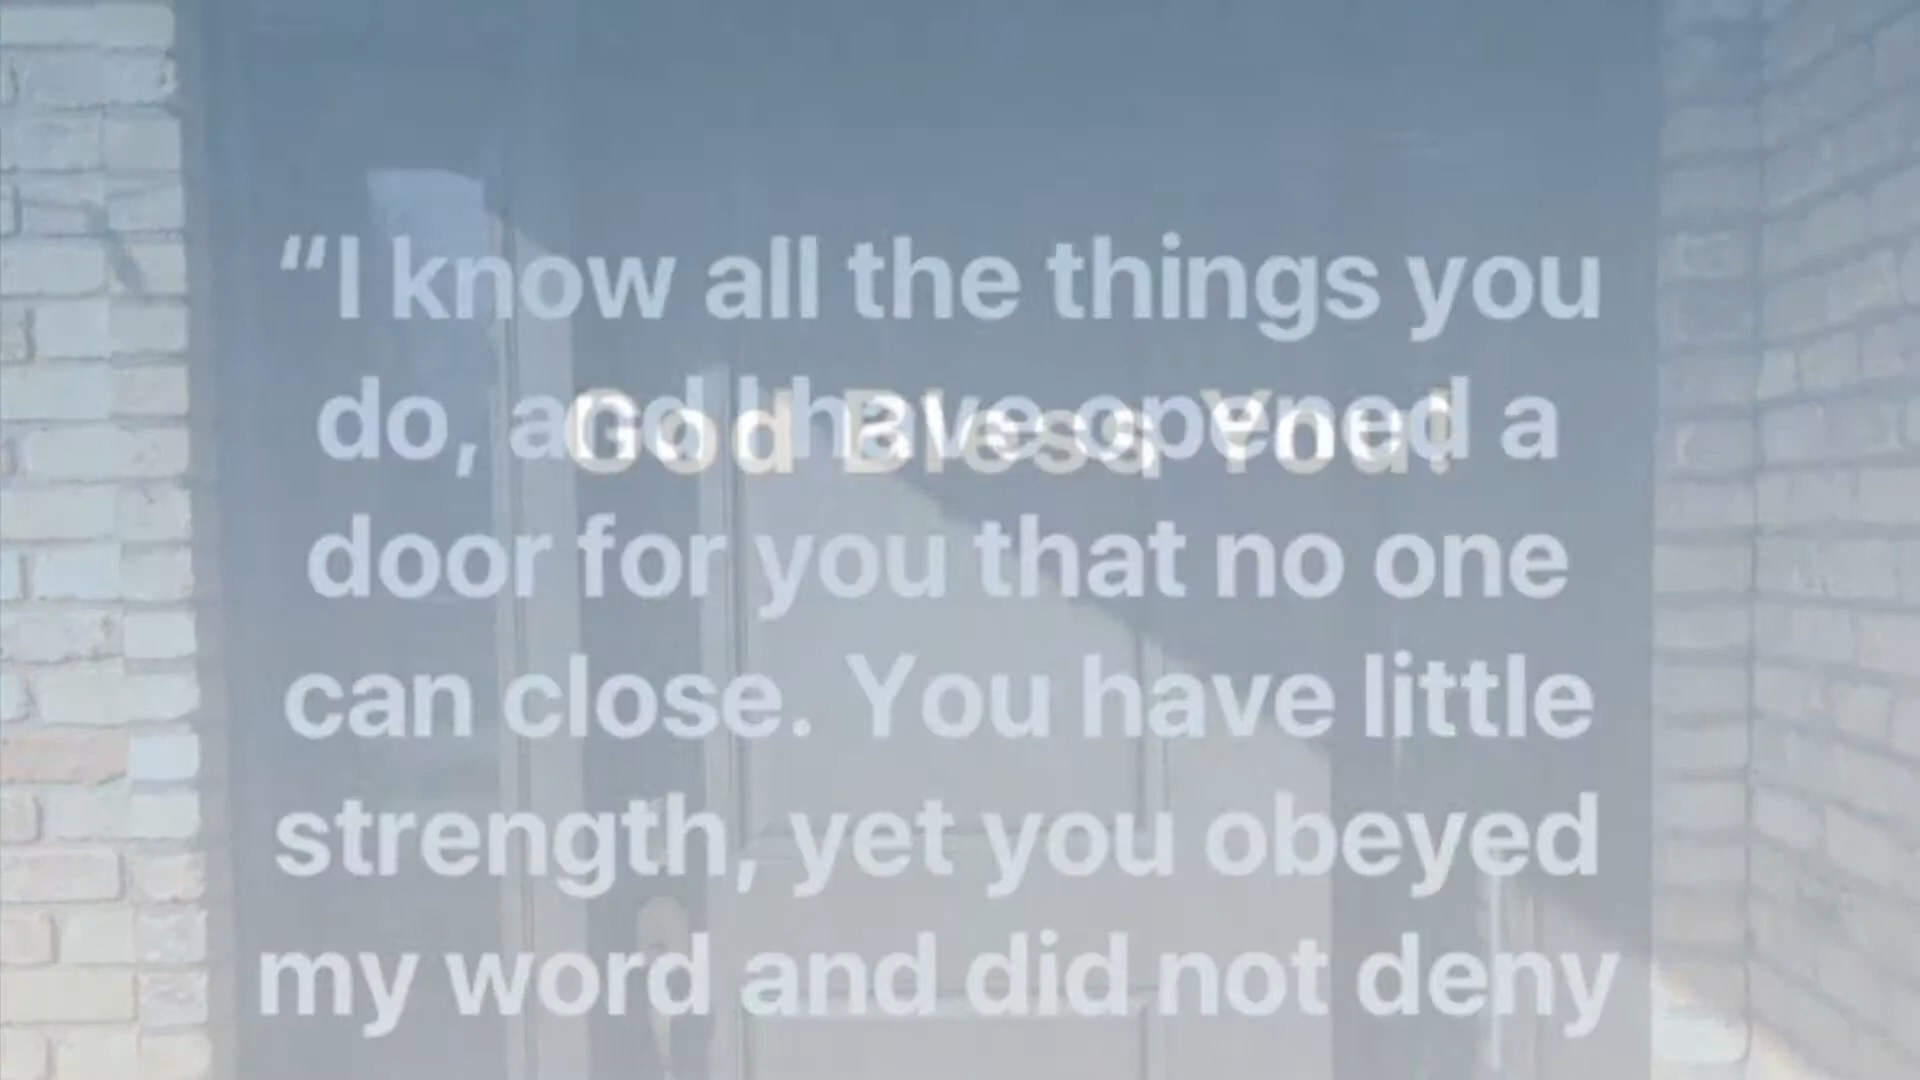 “I know all the things you
do, and I have opened a
God Bless You!
door for you that no one
can close. You have little
strength, yet you obeyed
my word and did not deny